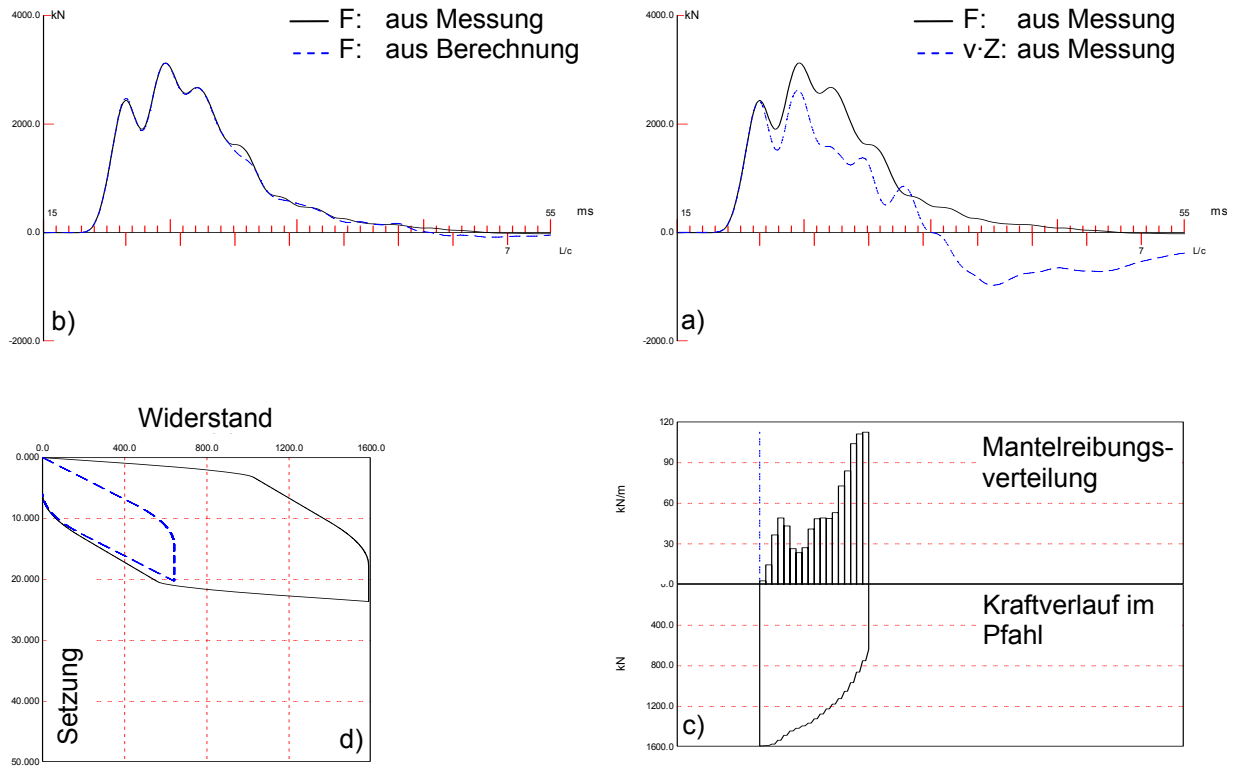 4000.0 kN
F: aus Messung
F: aus Berechnung
2000.0
15
55 ms
0.0
7 L/c
b)
-2000.0
4000.0 kN
F: aus Messung
v·Z: aus Messung
2000.0
15
55 ms
0.0
7 L/c
a)
-2000.0
Widerstand
0.0 400.0 800.0 1200.0 1600.0
0.000
10.000
20.000
30.000
40.000
50.000
Setzung
d)
120
90
60
30
kN/m
Mantelreibungs-
verteilung
Kraftverlauf im
Pfahl
400.0
800.0
1200.0
1600.0
kN
c)